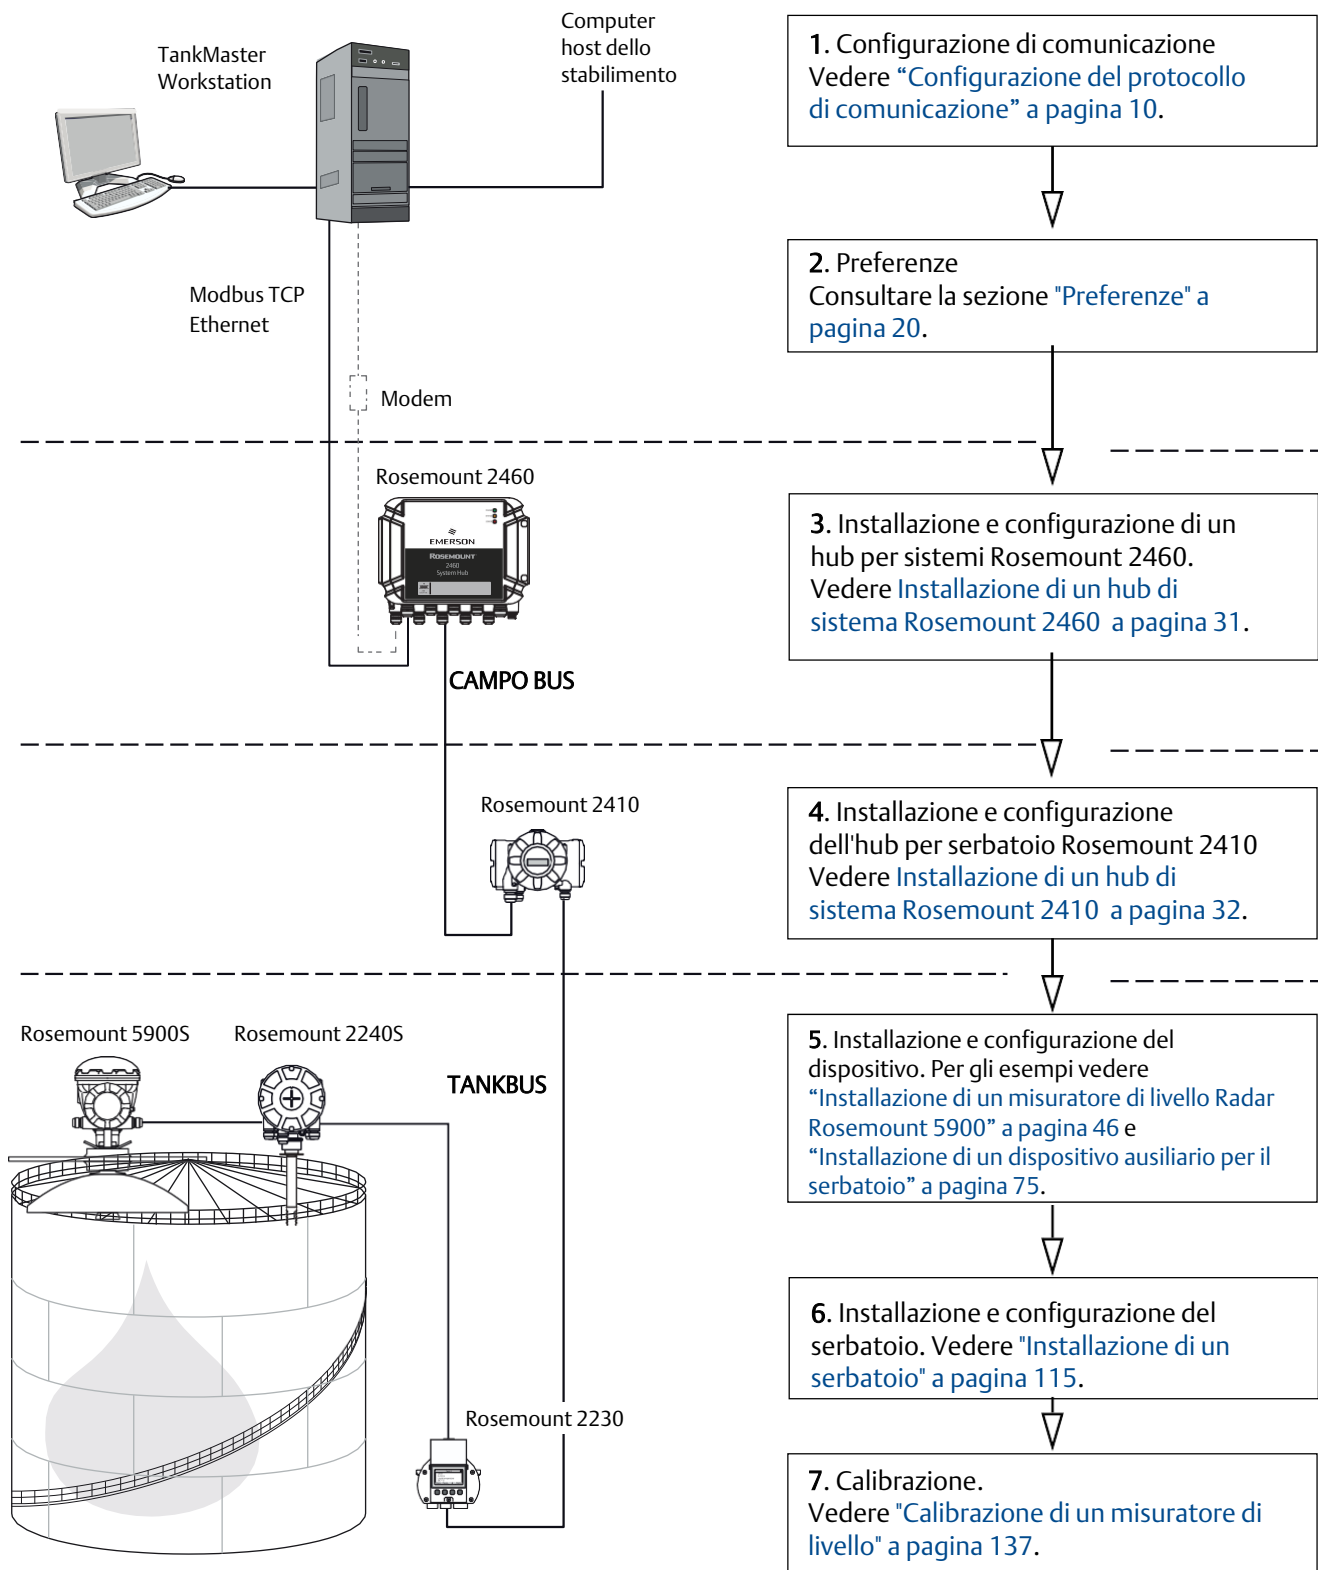 TankMaster
Workstation
Computer
host dello
stabilimento
Modbus TCP
Ethernet
Modem
Rosemount 2460
EMERSON
ROSEMOUNT
2460
System Hub
CAMPO BUS
Rosemount 2410
Rosemount 5900S
Rosemount 2240S
TANKBUS
Rosemount 2230
1. Configurazione di comunicazione
Vedere “Configurazione del protocollo
di comunicazione” a pagina 10.
2. Preferenze
Consultare la sezione "Preferenze" a
pagina 20.
3. Installazione e configurazione di un
hub per sistemi Rosemount 2460.
Vedere Installazione di un hub di
sistema Rosemount 2460 a pagina 31.
4. Installazione e configurazione
dell'hub per serbatoio Rosemount 2410
Vedere Installazione di un hub di
sistema Rosemount 2410 a pagina 32.
5. Installazione e configurazione del
dispositivo. Per gli esempi vedere
“Installazione di un misuratore di livello Radar
Rosemount 5900” a pagina 46 e
“Installazione di un dispositivo ausiliario per il
serbatoio” a pagina 75.
6. Installazione e configurazione del
serbatoio. Vedere "Installazione di un
serbatoio" a pagina 115.
7. Calibrazione.
Vedere "Calibrazione di un misuratore di
livello" a pagina 137.